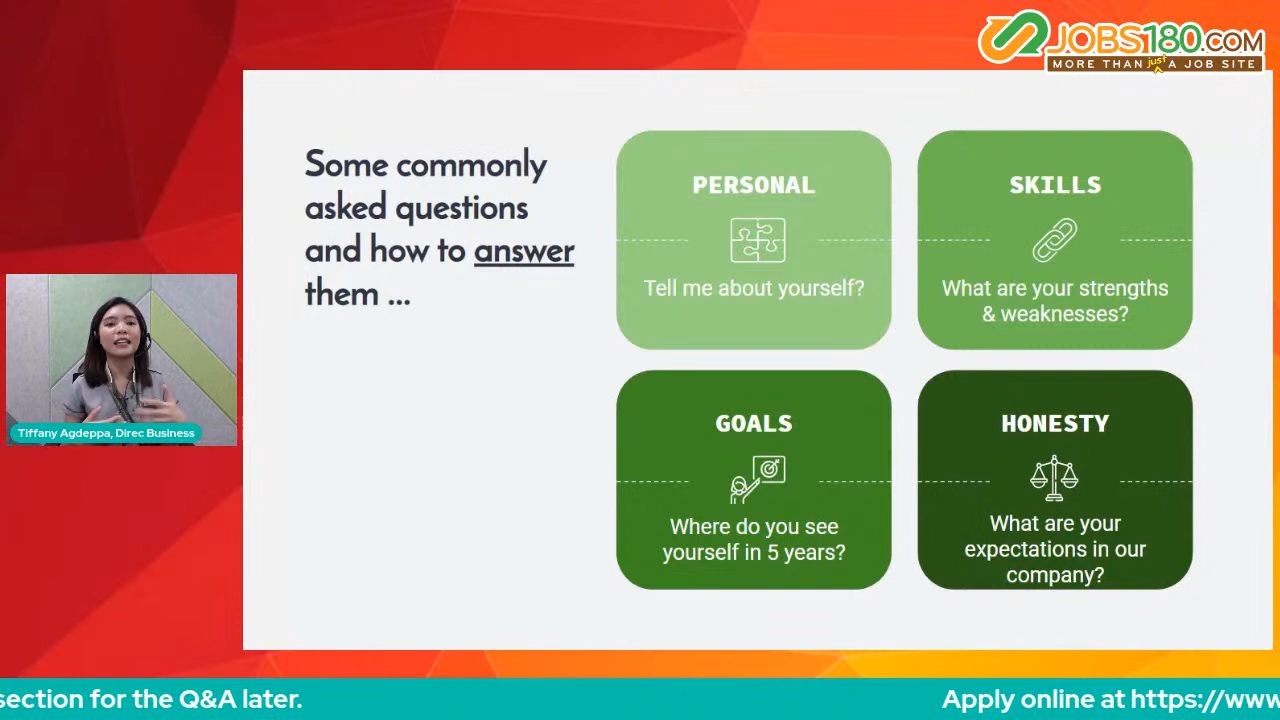 JOBS180.COM
MORE THAN just A JOB SITE
Some commonly
asked questions
and how to answer
them ...
PERSONAL
Tell me about yourself?
SKILLS
What are your strengths
& weaknesses?
GOALS
Where do you see
yourself in 5 years?
HONESTY
What are your
expectations in our
company?
Tiffany Agdeppa, Direc Business
section for the Q&A later.
Apply online at https://www